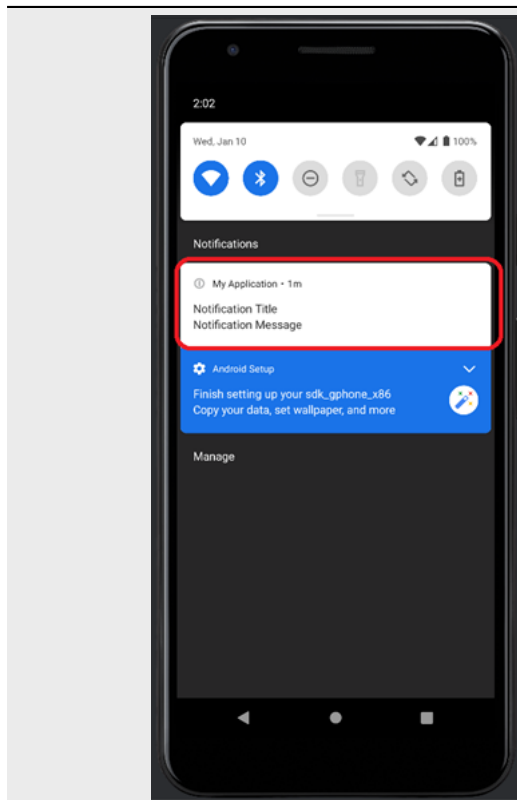 2:02
Wed, Jan 10 100%
Notifications
My Application • 1m
Notification Title
Notification Message
Android Setup
Finish setting up your sdk_gphone_x86
Copy your data, set wallpaper, and more
Manage